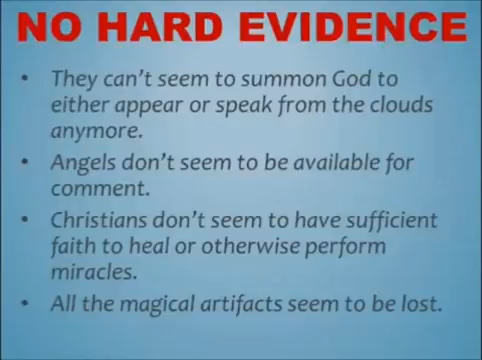 NO HARD EVIDENCE
• They can't seem to summon God to
either appear or speak from the clouds
anymore.
• Angels don't seem to be available for
comment.
• Christians don't seem to have sufficient
faith to heal or otherwise perform
miracles.
• All the magical artifacts seem to be lost.